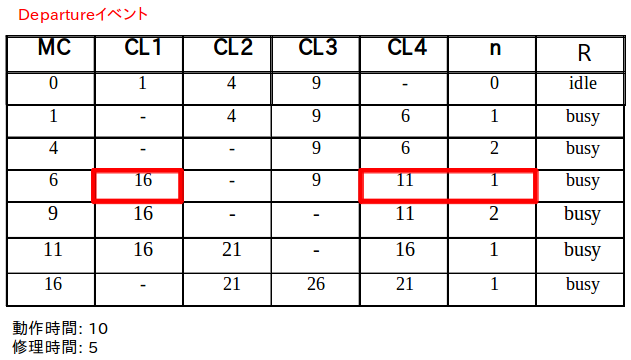 Departureイベント
MC CL1 CL2 CL3 CL4 n R
0 1 4 9 - 0 idle
1 - 4 9 6 1 busy
4 - - 9 6 2 busy
6 16 - 9 11 1 busy
9 16 - - 11 2 busy
11 16 21 - 16 1 busy
16 - 21 26 21 1 busy
動作時間: 10
修理時間: 5